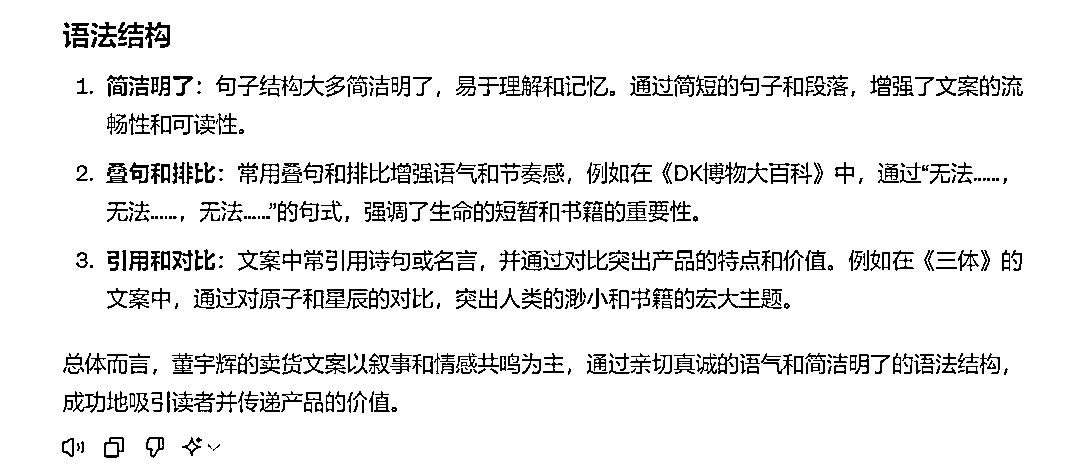 语法结构
1. 简洁明了：句子结构大多简洁明了，易于理解和记忆。通过简短的句子和段落，增强了文案的流
畅性和可读性。
2. 叠句和排比：常用叠句和排比增强语气和节奏感，例如在《DK博物大百科》中，通过“无法……，
无法……，无法……”的句式，强调了生命的短暂和书籍的重要性。
3. 引用和对比：文案中常引用诗句或名言，并通过对比突出产品的特点和价值。例如在《三体》的
文案中，通过对原子和星辰的对比，突出人类的渺小和书籍的宏大主题。
总体而言，董宇辉的卖货文案以叙事和情感共鸣为主，通过亲切真诚的语气和简洁明了的语法结构，
成功地吸引读者并传递产品的价值。